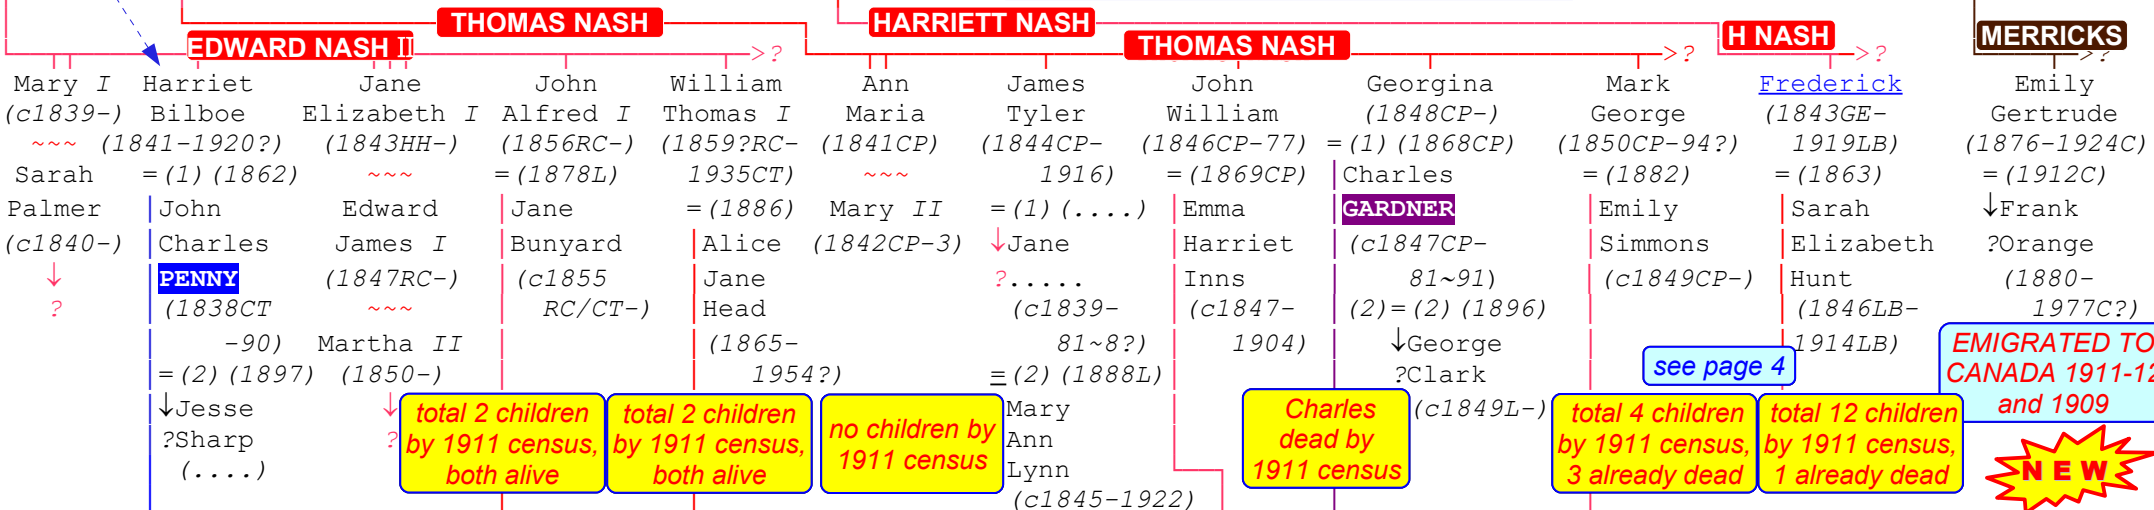 THOMAS NASH
HARRIETT NASH
EDWARD NASH II
>?
THOMAS NASH
>?
H NASH
>?
MERRICKS
>?
Mary I
(c1839-)
~~~
Sarah
Palmer
(c1840-)
↓
?
Harriet
Bilboe
(1841-1920?)
=(1)(1862)
John
Charles
PENNY
(1838CT
-90)
=(2)(1897)
↓Jesse
?Sharp
(....)
Jane
Elizabeth I
(1843HH-)
~~~
Edward
James I
(1847RC-)
~~~
Martha II
(1850-)
↓
?
John
Alfred I
(1856RC-)
=(1878L)
Jane
Bunyard
(c1855
RC/CT-)
total 2 children
by 1911 census,
both alive
William
Thomas I
(1859?RC-
1935CT)
=(1886)
Alice
Jane
Head
(1865-
1954?)
total 2 children
by 1911 census,
both alive
Ann
Maria
(1841CP)
~~~
Mary II
(1842CP-3)
no children by
1911 census
James
Tyler
(1844CP-
1916)
=(1)(....)
↓Jane
?.....
(c1839-
81~8?)
=(2)(1888L)
Mary
Ann
Lynn
(c1845-1922)
John
William
(1846CP-77)
=(1869CP)
Emma
Harriet
Inns
(c1847-
1904)
Georgina
(1848CP-)
=(1)(1868CP)
Charles
GARDNER
(c1847CP-
81~91)
(2)=(2)(1896)
↓George
?Clark
(c1849L-)
Charles
dead by
1911 census
Mark
George
(1850CP-94?)
=(1882)
Emily
Simmons
(c1849CP-)
see page 4
total 4 children
by 1911 census,
3 already dead
Frederick
(1843GE-
1919LB)
=(1863)
Sarah
Elizabeth
Hunt
(1846LB-
1914LB)
total 12 children
by 1911 census,
1 already dead
Emily
Gertrude
(1876-1924C)
=(1912C)
↓Frank
?Orange
(1880-
1977C?)
EMIGRATED TO
CANADA 1911-12
and 1909
NEW